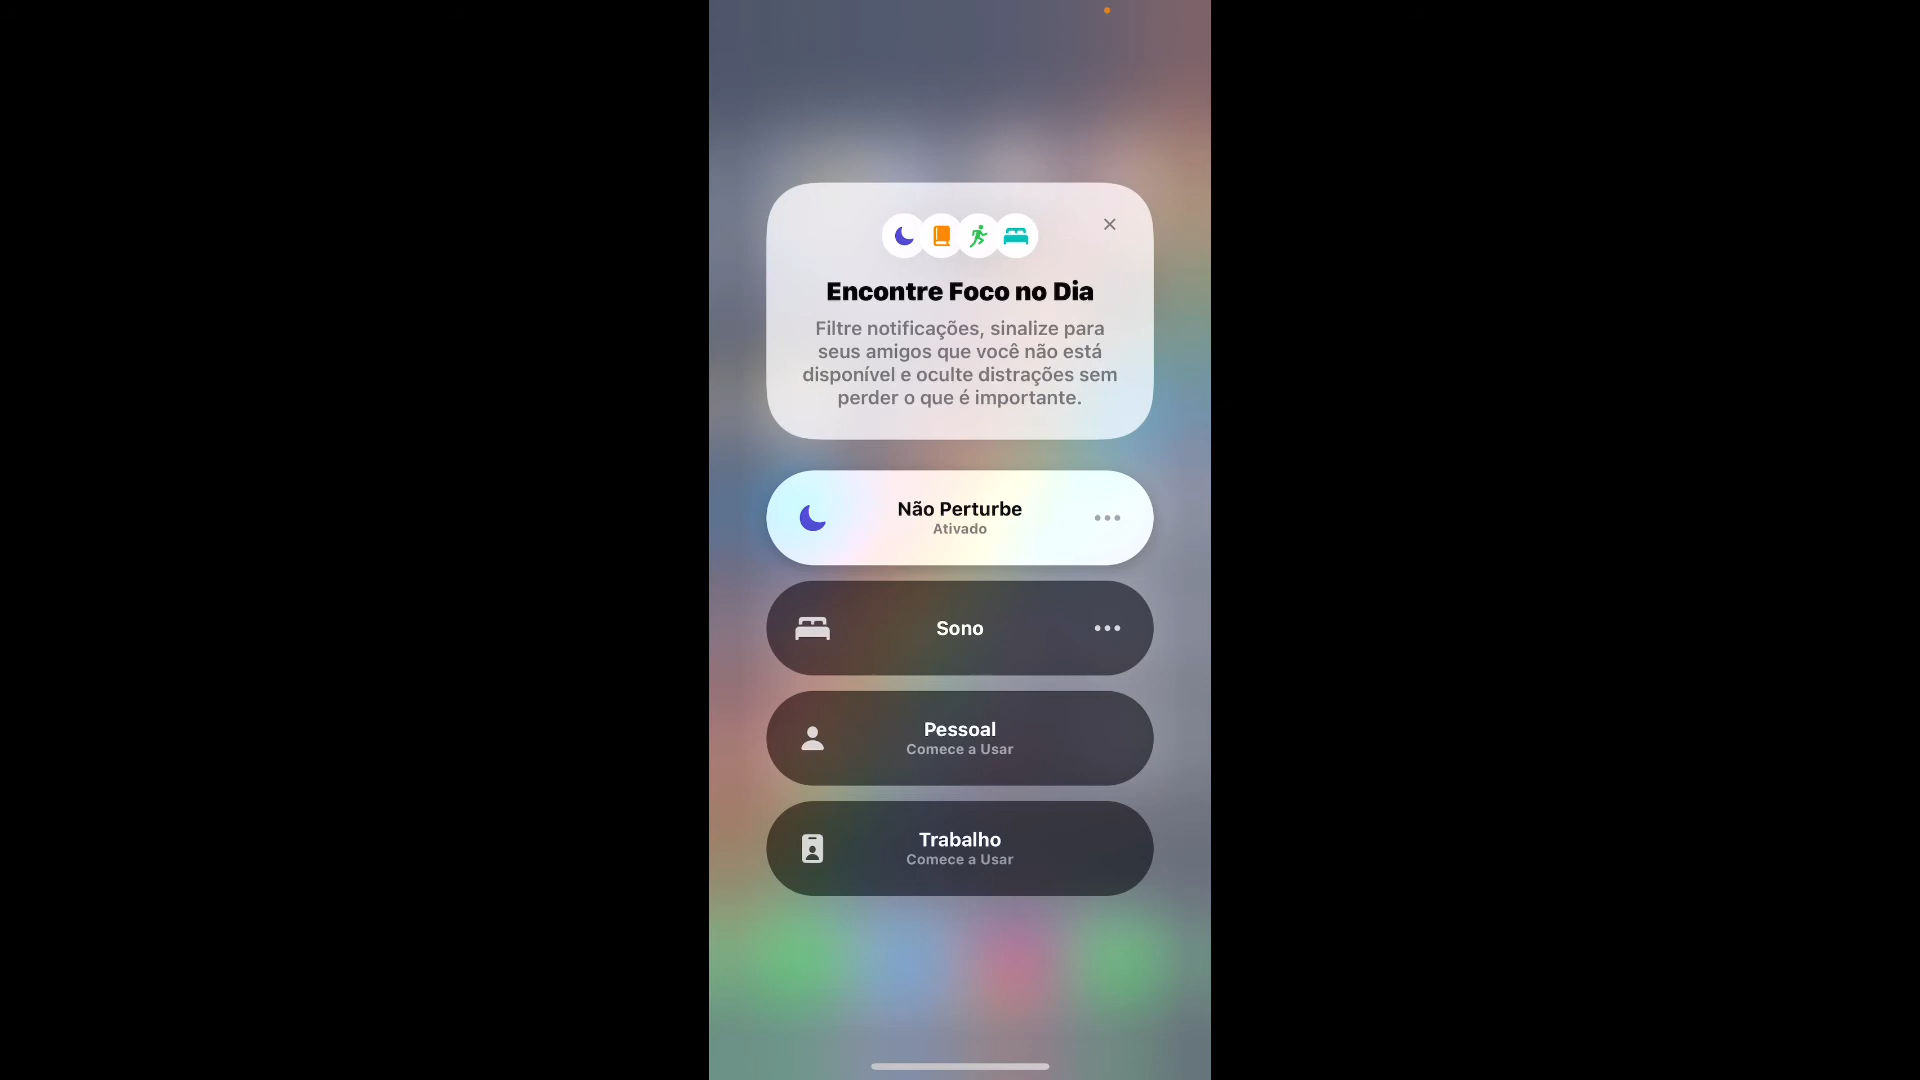 Encontre Foco no Dia
Filtre notificações, sinalize para
seus amigos que você não está
disponível e oculte distrações sem
perder o que é importante.
Não Perturbe
Ativado
Sono
Pessoal
Comece a Usar
Trabalho
Comece a Usar